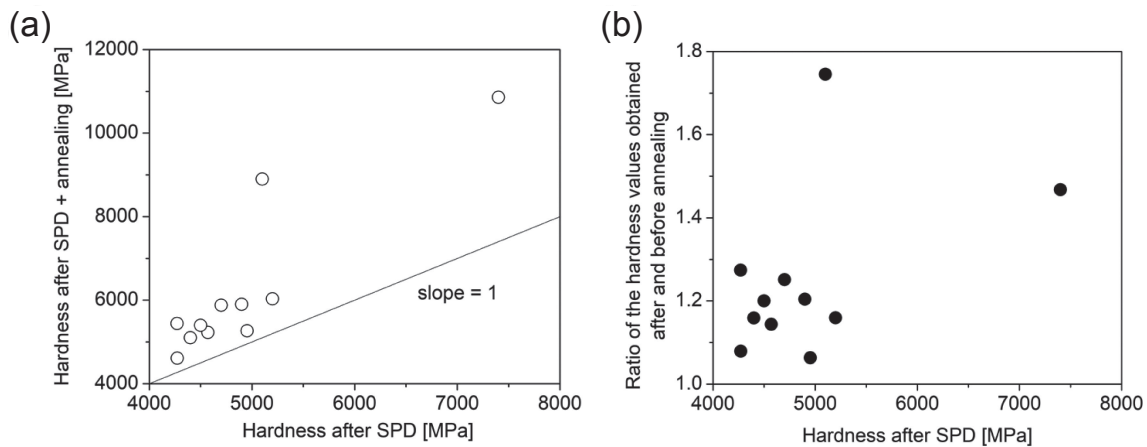 (a)
Hardness after SPD + annealing [MPa]
12000
10000
8000
6000
4000
slope = 1
4000 5000 6000 7000 8000
Hardness after SPD [MPa]
(b)
Ratio of the hardness values obtained
after and before annealing
1.8
1.6
1.4
1.2
1.0
4000 5000 6000 7000 8000
Hardness after SPD [MPa]